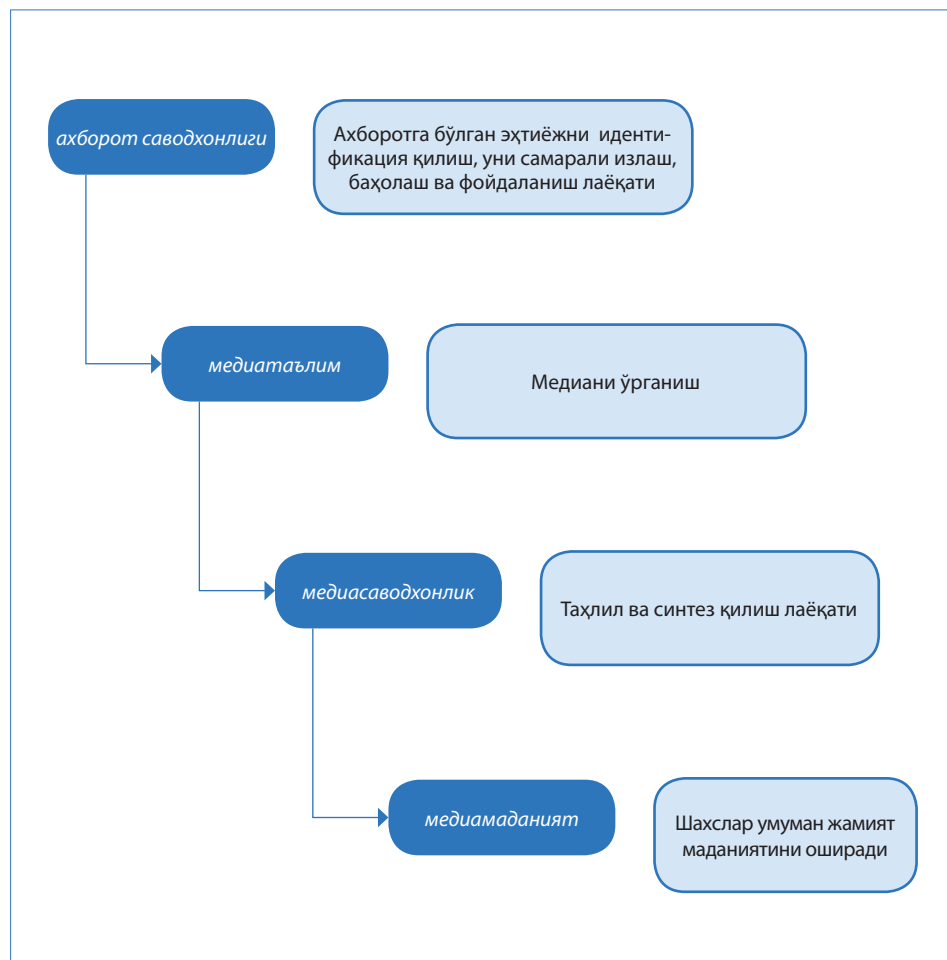 ахборот саводхонлиги
Ахборотга бўлган эҳтиёжни иденти-
фикация қилиш, уни самарали излаш,
баҳолаш ва фойдаланиш лаёқати
медиатаълим
Медиани ўрганиш
медиасаводхонлик
Таҳлил ва синтез қилиш лаёқати
медиамаданият
Шахслар умуман жамият
маданиятини оширади